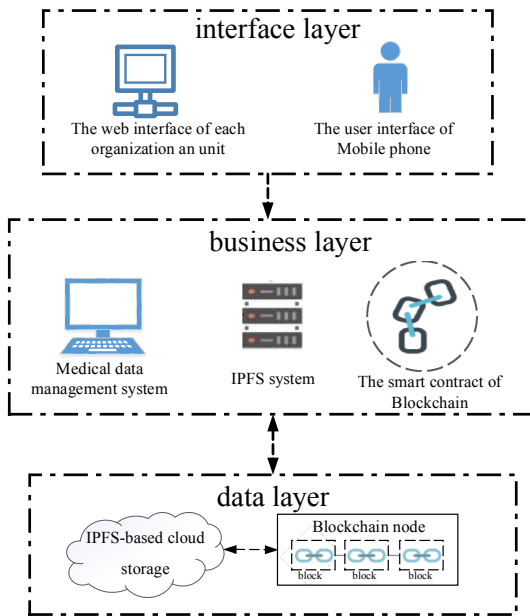 interface layer
The web interface of each
organization an unit
The user interface of
Mobile phone
business layer
Medical data
management system
IPFS system
The smart contract of
Blockchain
data layer
IPFS-based cloud
storage
Blockchain node
block
block
block